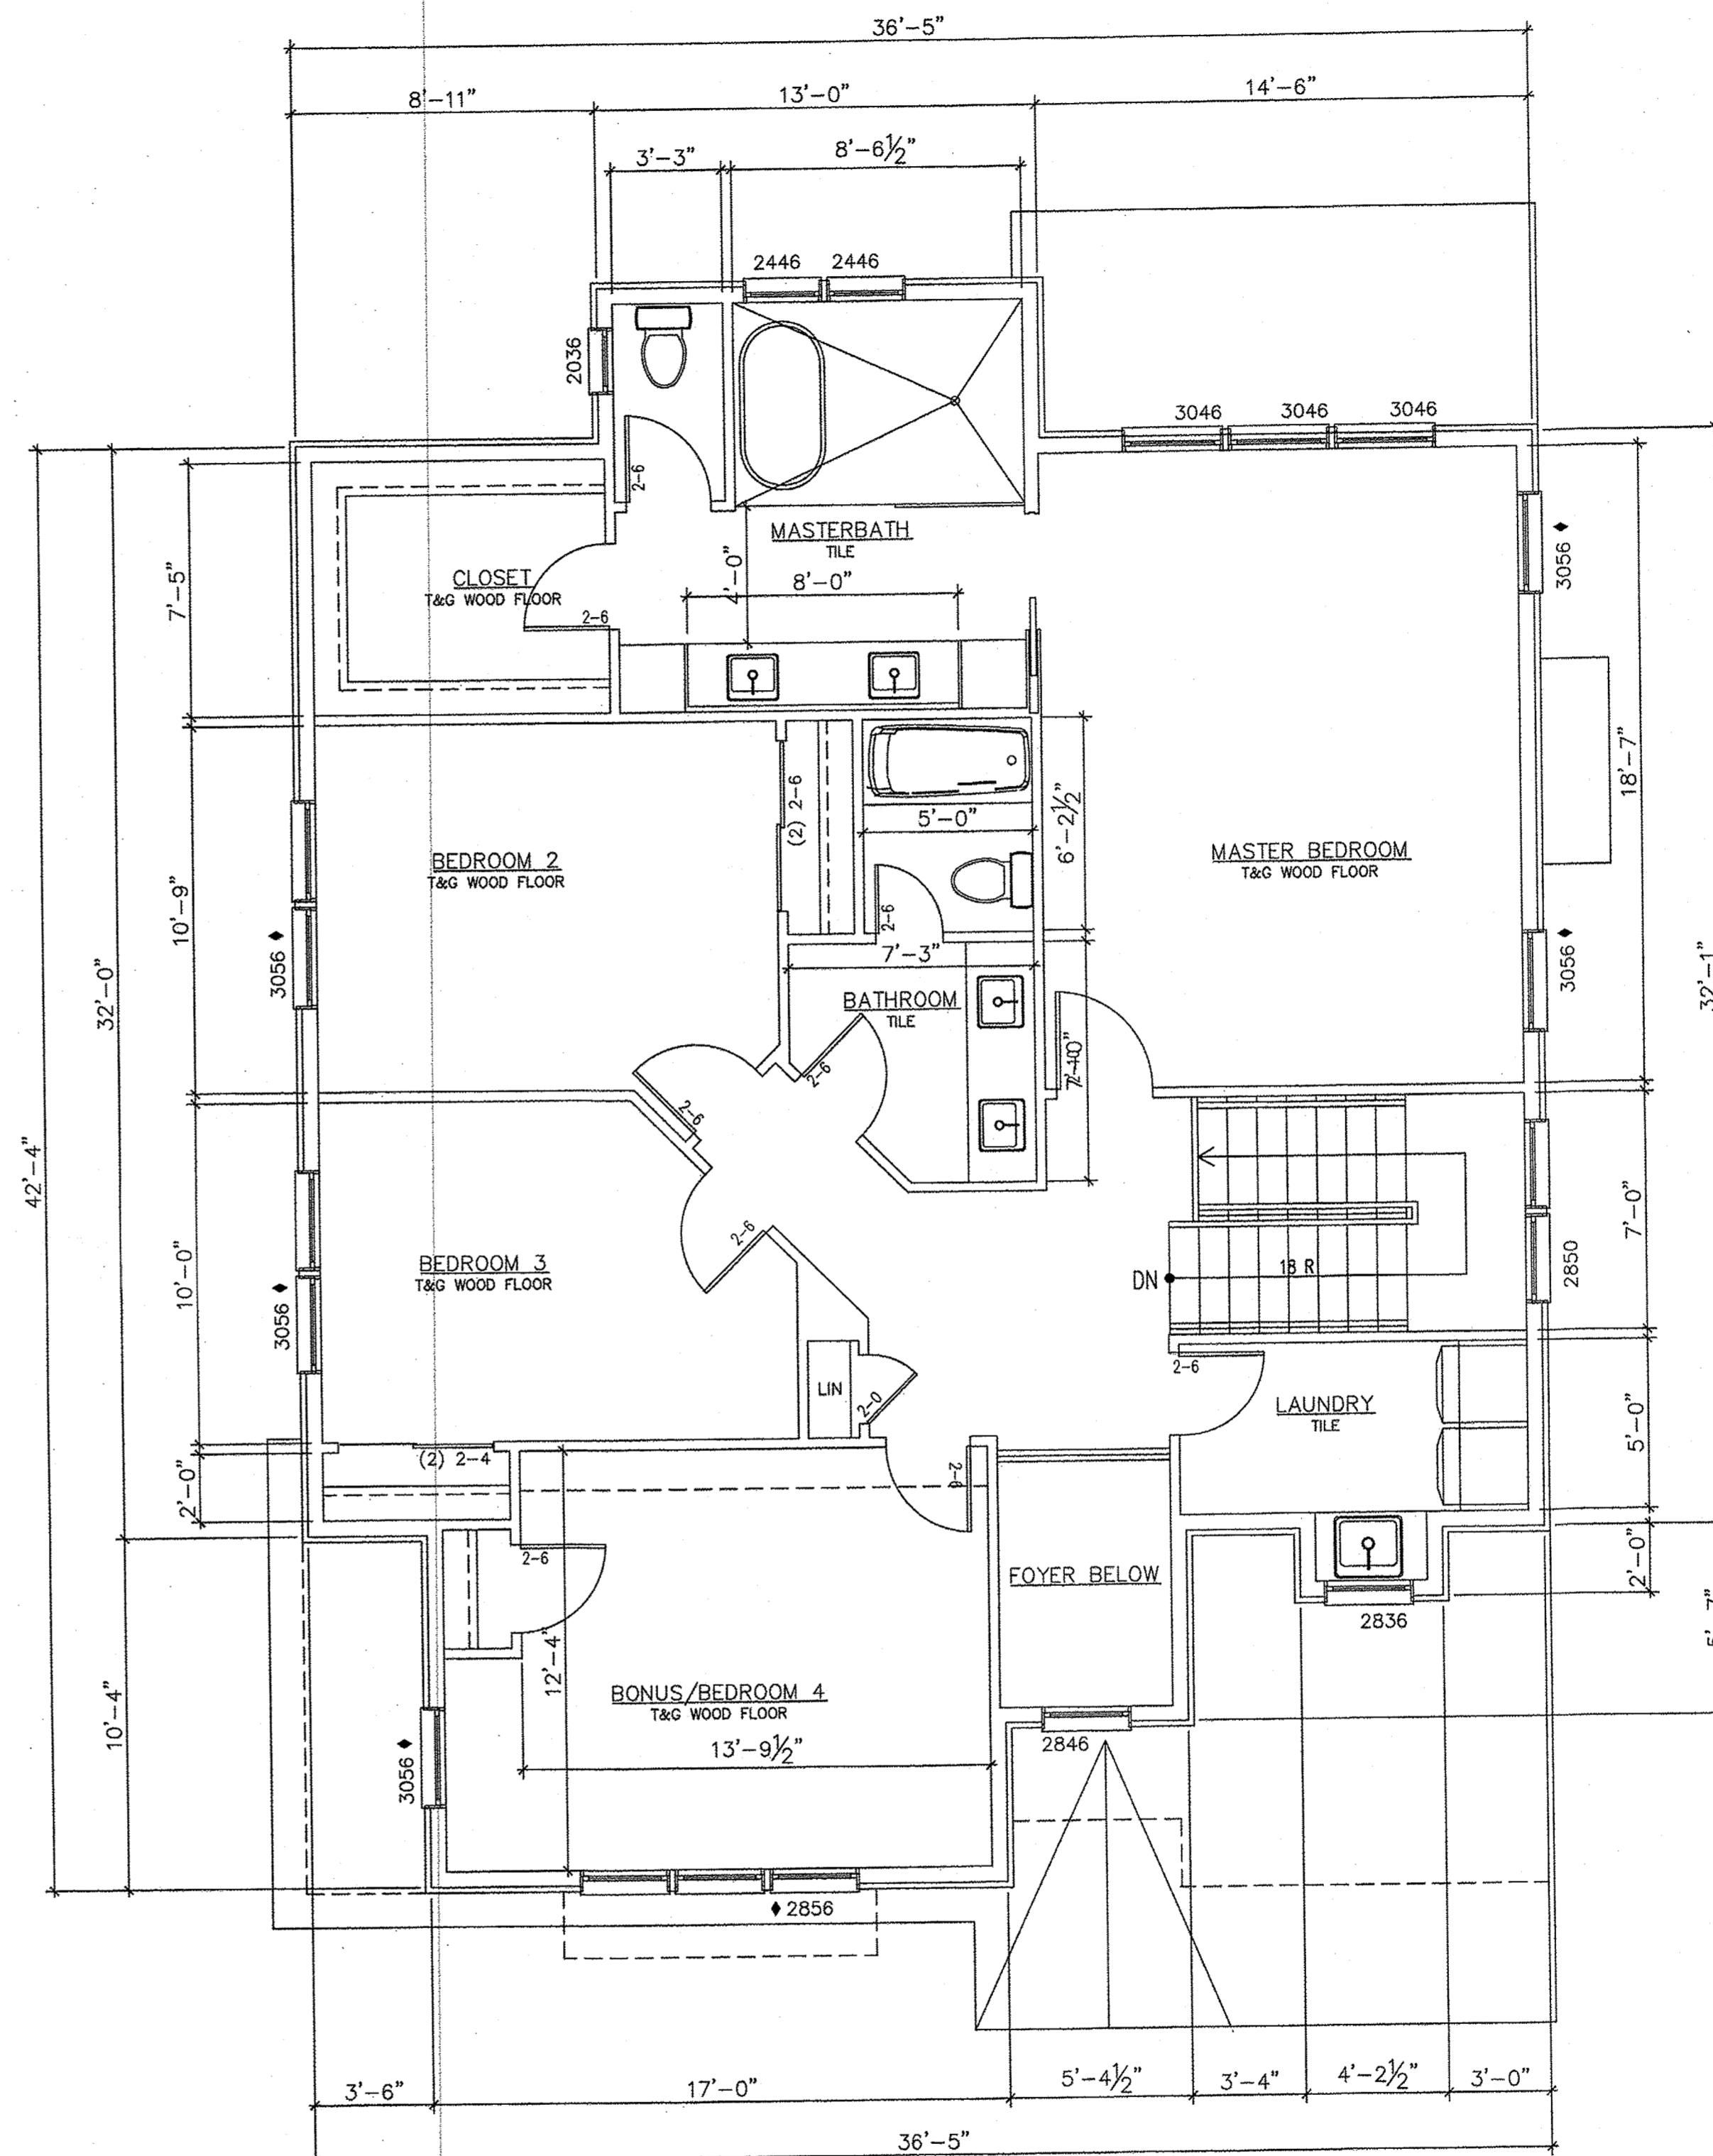 36'-5"
8'-11"
13'-0"
14'-6"
3'-3"
8'-6½"
2446
2446
2036
3046
3046
3046
2-6
MASTERBATH
TILE
3056
CLOSET
T&G WOOD FLOOR
2-6
4'-0"
8'-0"
7'-5"
(2) 2-6
5'-0"
6'-2½"
18'-7"
BEDROOM 2
T&G WOOD FLOOR
MASTER BEDROOM
T&G WOOD FLOOR
10'-9"
2-6
7'-3"
3056
3056
32'-0"
32'-1"
BATHROOM
TILE
2-6
2-6
42'-4"
7'-0"
2-6
BEDROOM 3
T&G WOOD FLOOR
10'-0"
DN
18 R
2850
3056
2-6
LIN
2-0
LAUNDRY
TILE
5'-0"
(2) 2-4
2-6
2'-0"
2-6
FOYER BELOW
2'-0"
2836
12'-4"
BONUS/BEDROOM 4
T&G WOOD FLOOR
10'-4"
13'-9½"
2846
3056
2856
3'-6"
17'-0"
5'-4½"
3'-4"
4'-2½"
3'-0"
36'-5"